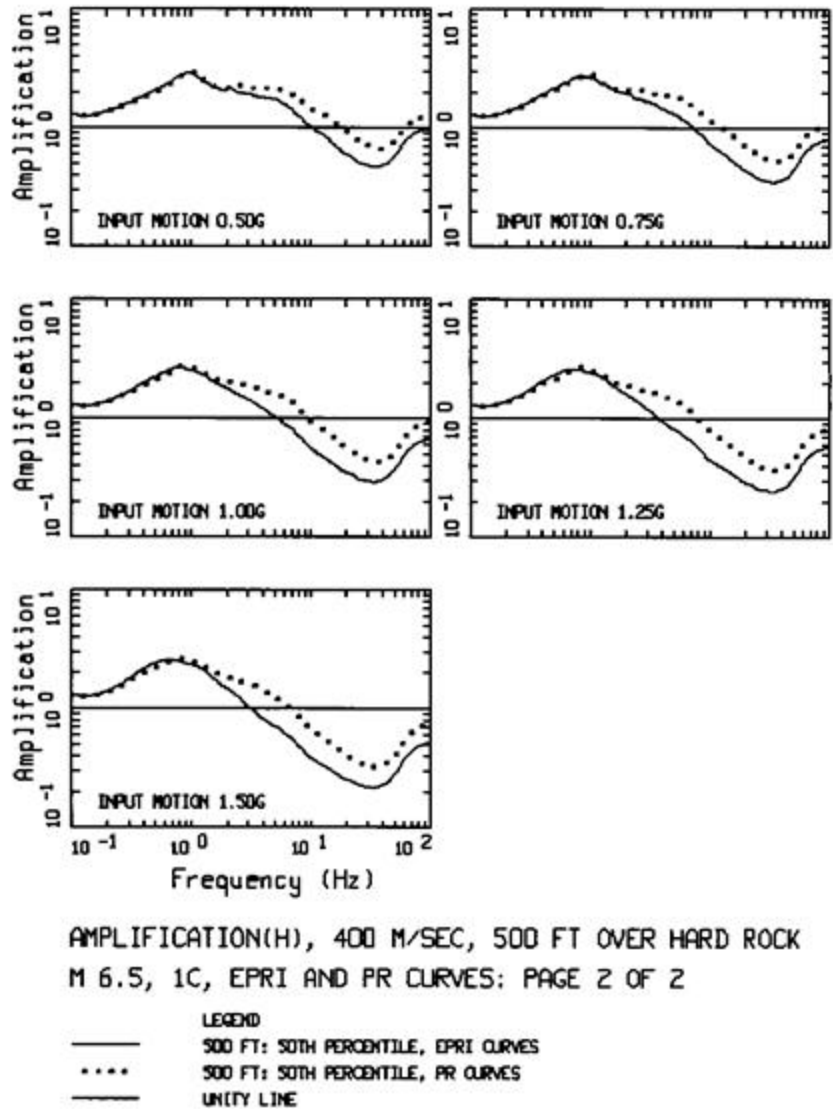 Amplification
10 1
10 0
10 -1
INPUT MOTION 0.50G
10 1
10 0
10 -1
INPUT MOTION 0.75G
Amplification
10 1
10 0
10 -1
INPUT MOTION 1.00G
10 1
10 0
10 -1
INPUT MOTION 1.25G
Amplification
10 1
10 0
10 -1
INPUT MOTION 1.50G
10 -1 10 0 10 1 10 2
Frequency (Hz)
AMPLIFICATION(H), 400 M/SEC, 500 FT OVER HARD ROCK
M 6.5, 1C, EPRI AND PR CURVES: PAGE 2 OF 2
LEGEND
500 FT: 50TH PERCENTILE, EPRI CURVES
500 FT: 50TH PERCENTILE, PR CURVES
UNITY LINE